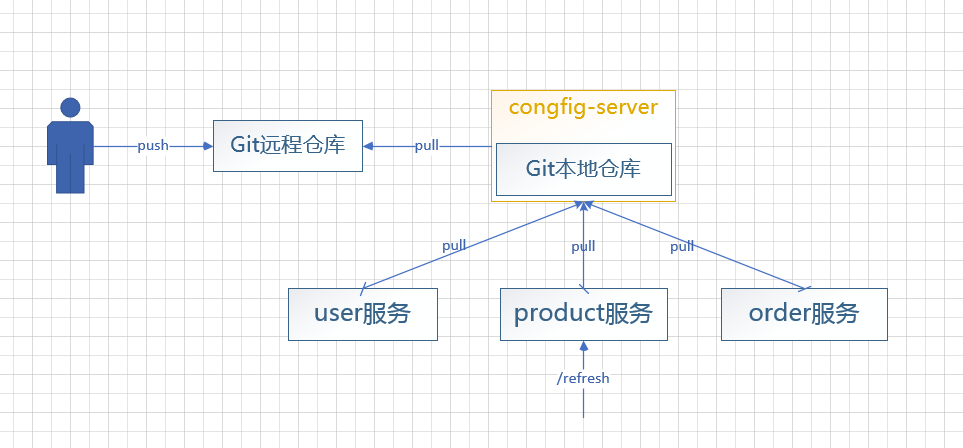 congfig-server
push
Git远程仓库
pull
Git本地仓库
pull
pull
pull
user服务
product服务
order服务
/refresh